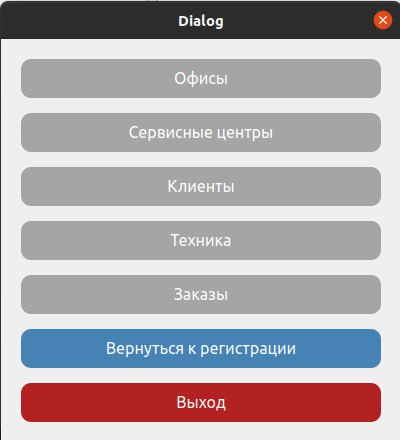 Dialog
Офисы
Сервисные центры
Клиенты
Техника
Заказы
Вернуться к регистрации
Выход